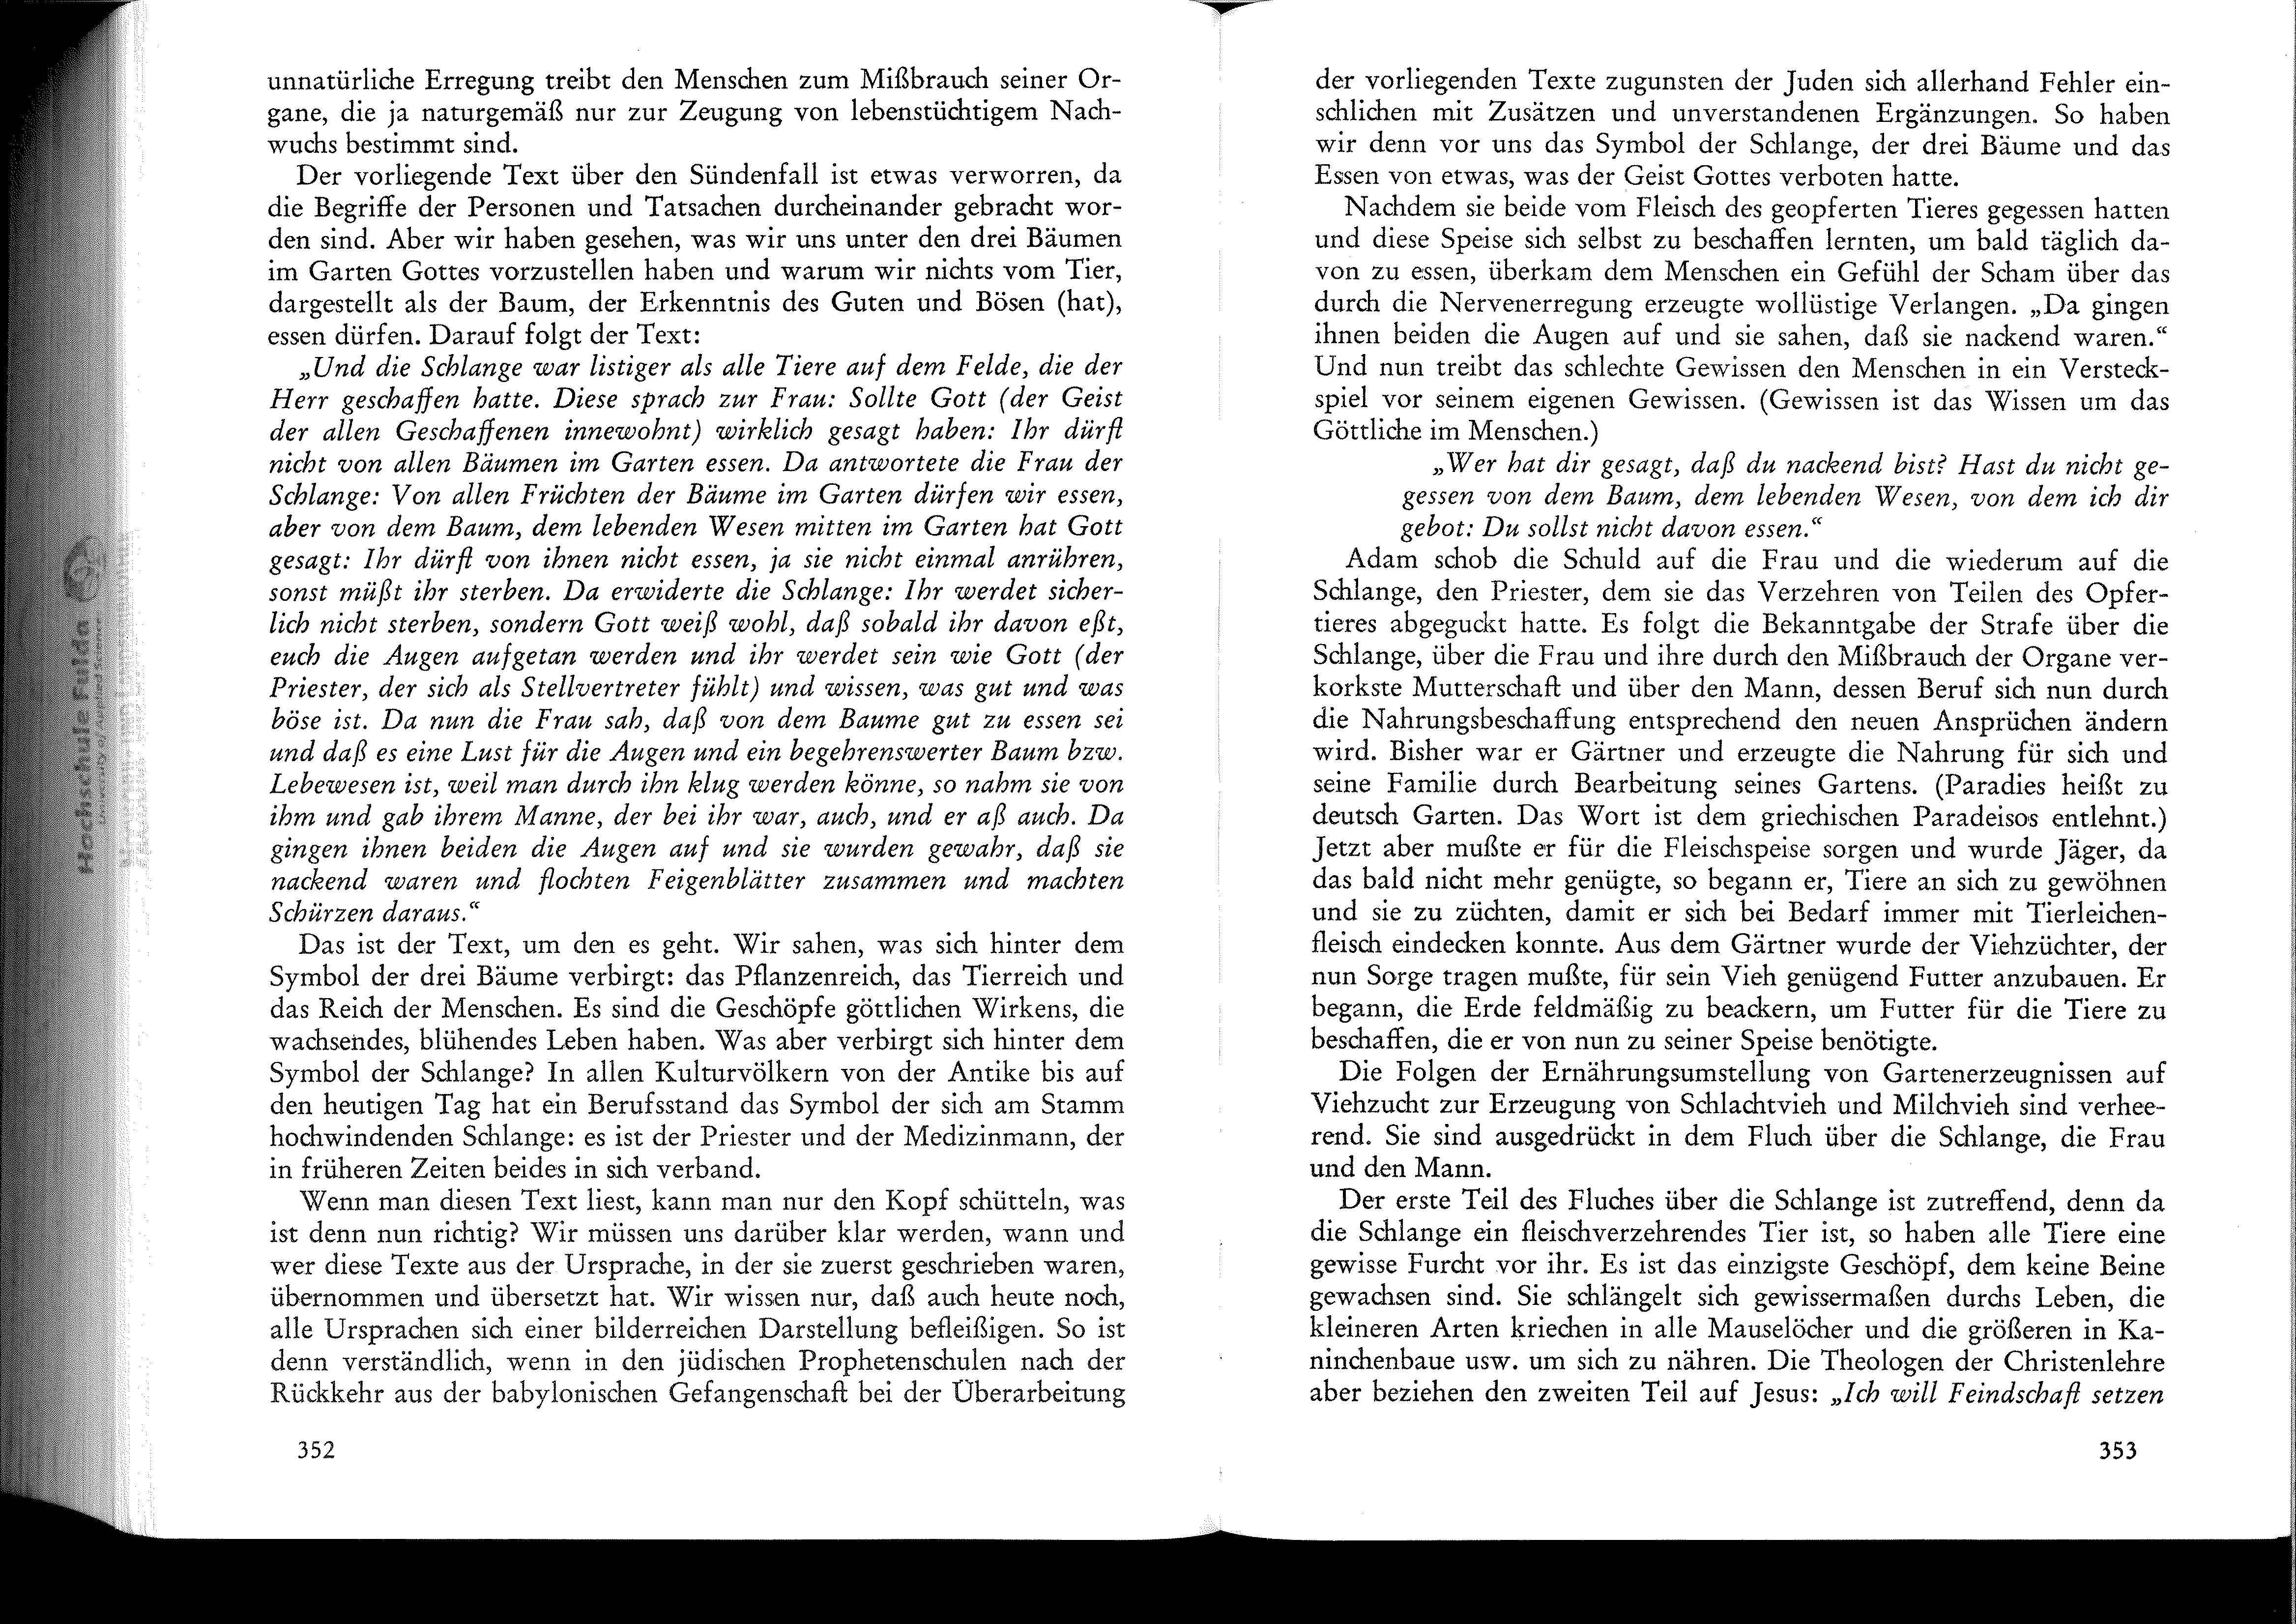 unnatürliche Erregung treibt den Menschen zum Mißbrauch seiner Or-
gane, die ja naturgemäß nur zur Zeugung von lebenstüchtigem Nach-
wuchs bestimmt sind.
Der vorliegende Text über den Sündenfall ist etwas verworren, da
die Begriffe der Personen und Tatsachen durcheinander gebracht wor-
den sind. Aber wir haben gesehen, was wir uns unter den drei Bäumen
im Garten Gottes vorzustellen haben und warum wir nichts vom Tier,
dargestellt als der Baum, der Erkenntnis des Guten und Bösen (hat),
essen dürfen. Darauf folgt der Text:
„Und die Schlange war listiger als alle Tiere auf dem Felde, die der
Herr geschaffen hatte. Diese sprach zur Frau: Sollte Gott (der Geist
der allen Geschaffenen innewohnt) wirklich gesagt haben: Ihr dürft
nicht von allen Bäumen im Garten essen. Da antwortete die Frau der
Schlange: Von allen Früchten der Bäume im Garten dürfen wir essen,
aber von dem Baum, dem lebenden Wesen mitten im Garten hat Gott
gesagt: Ihr dürft von ihnen nicht essen, ja sie nicht einmal anrühren,
sonst müßt ihr sterben. Da erwiderte die Schlange: Ihr werdet sicher-
lich nicht sterben, sondern Gott weiß wohl, daß sobald ihr davon eßt,
euch die Augen aufgetan werden und ihr werdet sein wie Gott (der
Priester, der sich als Stellvertreter fühlt) und wissen, was gut und was
böse ist. Da nun die Frau sah, daß von dem Baume gut zu essen sei
und daß es eine Lust für die Augen und ein begehrenswerter Baum bzw.
Lebewesen ist, weil man durch ihn klug werden könne, so nahm sie von
ihm und gab ihrem Manne, der bei ihr war, auch, und er aß auch. Da
gingen ihnen beiden die Augen auf und sie wurden gewahr, daß sie
nackend waren und flochten Feigenblätter zusammen und machten
Schürzen daraus.“
Das ist der Text, um den es geht. Wir sahen, was sich hinter dem
Symbol der drei Bäume verbirgt: das Pflanzenreich, das Tierreich und
das Reich der Menschen. Es sind die Geschöpfe göttlichen Wirkens, die
wachsendes, blühendes Leben haben. Was aber verbirgt sich hinter dem
Symbol der Schlange? In allen Kulturvölkern von der Antike bis auf
den heutigen Tag hat ein Berufsstand das Symbol der sich am Stamm
hochwindenden Schlange: es ist der Priester und der Medizinmann, der
in früheren Zeiten beides in sich verband.
Wenn man diesen Text liest, kann man nur den Kopf schütteln, was
ist denn nun richtig? Wir müssen uns darüber klar werden, wann und
wer diese Texte aus der Ursprache, in der sie zuerst geschrieben waren,
übernommen und übersetzt hat. Wir wissen nur, daß auch heute noch,
alle Ursprachen sich einer bilderreichen Darstellung befleißigen. So ist
denn verständlich, wenn in den jüdischen Prophetenschulen nach der
Rückkehr aus der babylonischen Gefangenschaft bei der Überarbeitung
352
der vorliegenden Texte zugunsten der Juden sich allerhand Fehler ein-
schlichen mit Zusätzen und unverstandenen Ergänzungen. So haben
wir denn vor uns das Symbol der Schlange, der drei Bäume und das
Essen von etwas, was der Geist Gottes verboten hatte.
Nachdem sie beide vom Fleisch des geopferten Tieres gegessen hatten
und diese Speise sich selbst zu beschaffen lernten, um bald täglich da-
von zu essen, überkam dem Menschen ein Gefühl der Scham über das
durch die Nervenerregung erzeugte wollüstige Verlangen. „Da gingen
ihnen beiden die Augen auf und sie sahen, daß sie nackend waren.“
Und nun treibt das schlechte Gewissen den Menschen in ein Versteck-
spiel vor seinem eigenen Gewissen. (Gewissen ist das Wissen um das
Göttliche im Menschen.)
„Wer hat dir gesagt, daß du nackend bist? Hast du nicht ge-
gessen von dem Baum, dem lebenden Wesen, von dem ich dir
gebot: Du sollst nicht davon essen.“
Adam schob die Schuld auf die Frau und die wiederum auf die
Schlange, den Priester, dem sie das Verzehren von Teilen des Opfer-
tieres abgeguckt hatte. Es folgt die Bekanntgabe der Strafe über die
Schlange, über die Frau und ihre durch den Mißbrauch der Organe ver-
korkste Mutterschaft und über den Mann, dessen Beruf sich nun durch
die Nahrungsbeschaffung entsprechend den neuen Ansprüchen ändern
wird. Bisher war er Gärtner und erzeugte die Nahrung für sich und
seine Familie durch Bearbeitung seines Gartens. (Paradies heißt zu
deutsch Garten. Das Wort ist dem griechischen Paradeisos entlehnt.)
Jetzt aber mußte er für die Fleischspeise sorgen und wurde Jäger, da
das bald nicht mehr genügte, so begann er, Tiere an sich zu gewöhnen
und sie zu züchten, damit er sich bei Bedarf immer mit Tierleichen-
fleisch eindecken konnte. Aus dem Gärtner wurde der Viehzüchter, der
nun Sorge tragen mußte, für sein Vieh genügend Futter anzubauen. Er
begann, die Erde feldmäßig zu beackern, um Futter für die Tiere zu
beschaffen, die er von nun zu seiner Speise benötigte.
Die Folgen der Ernährungsumstellung von Gartenerzeugnissen auf
Viehzucht zur Erzeugung von Schlachtvieh und Milchvieh sind verhee-
rend. Sie sind ausgedrückt in dem Fluch über die Schlange, die Frau
und den Mann.
Der erste Teil des Fluches über die Schlange ist zutreffend, denn da
die Schlange ein fleischverzehrendes Tier ist, so haben alle Tiere eine
gewisse Furcht vor ihr. Es ist das einzigste Geschöpf, dem keine Beine
gewachsen sind. Sie schlängelt sich gewissermaßen durchs Leben, die
kleineren Arten kriechen in alle Mauselöcher und die größeren in Ka-
ninchenbaue usw. um sich zu nähren. Die Theologen der Christenlehre
aber beziehen den zweiten Teil auf Jesus: „Ich will Feindschaft setzen
353
Hochschule Fulda
University of Applied Sciences